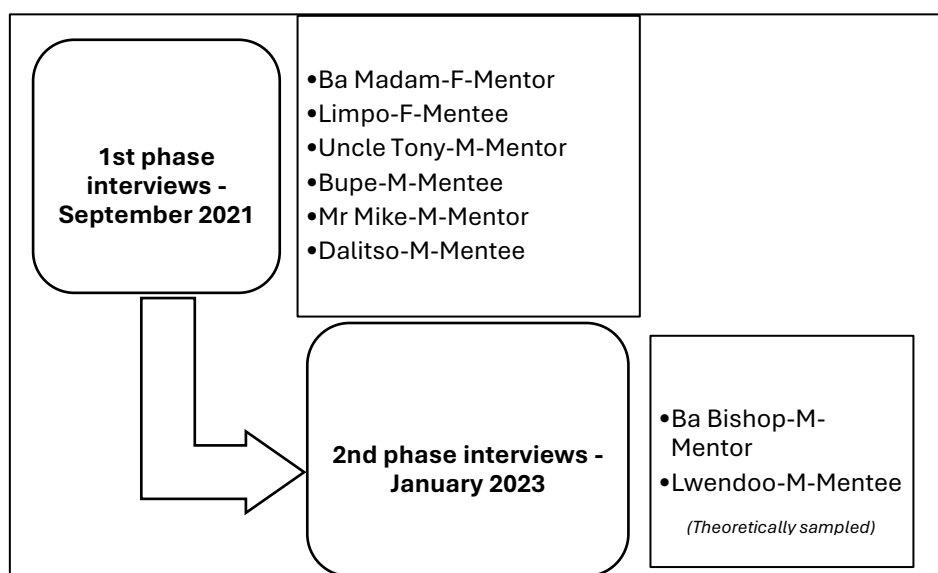 1st phase
interviews -
September 2021
•Ba Madam-F-Mentor
•Limpo-F-Mentee
•Uncle Tony-M-Mentor
•Bupe-M-Mentee
•Mr Mike-M-Mentor
•Dalitso-M-Mentee
2nd phase interviews -
January 2023
•Ba Bishop-M-
Mentor
•Lwendoo-M-Mentee
(Theoretically sampled)